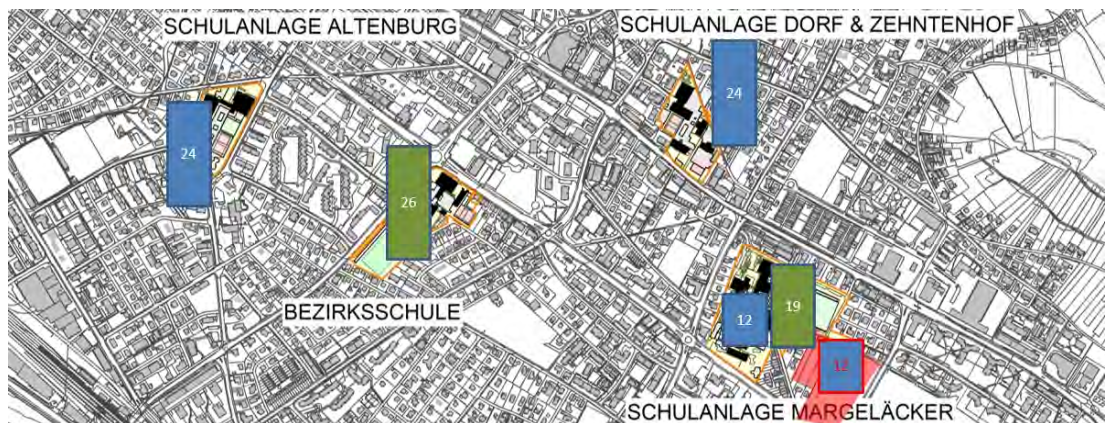 SCHULANLAGE ALTENBURG
SCHULANLAGE DORF & ZEHNTENHOF
24
24
26
BEZIRKSSCHULE
12
19
12
SCHULANLAGE MARGELÄCKER